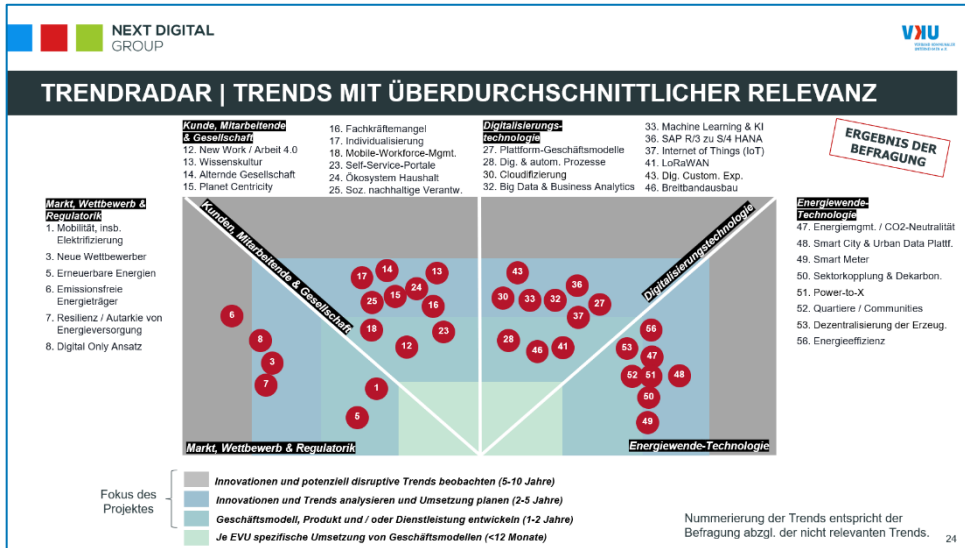 NEXT DIGITAL
GROUP
VKU
TRENDRADAR | TRENDS MIT ÜBERDURCHSCHNITTLICHER RELEVANZ
Kunde, Mitarbeitende
& Gesellschaft
12. New Work / Arbeit 4.0
13. Wissenskultur
14. Alternde Gesellschaft
15. Planet Centricity
16. Fachkräftemangel
17. Individualisierung
18. Mobile-Workforce-Mgmt.
23. Self-Service-Portale
24. Ökosystem Haushalt
25. Soz. nachhaltige Verantw.
Digitalisierungs-
technologie
27. Plattform-Geschäftsmodelle
28. Dig. & autom. Prozesse
30. Cloudifizierung
32. Big Data & Business Analytics
33. Machine Learning & KI
36. SAP R/3 zu S/4 HANA
37. Internet of Things (IoT)
41. LoRaWAN
43. Dig. Custom. Exp.
46. Breitbandausbau
ERGEBNIS DER
BEFRAGUNG
Markt, Wettbewerb &
Regulatorik
1. Mobilität, insb.
Elektrifizierung
3. Neue Wettbewerber
5. Erneuerbare Energien
6. Emissionsfreie
Energieträger
7. Resilienz / Autarkie von
Energieversorgung
8. Digital Only Ansatz
Energiewende-
Technologie
47. Energiemgmt. / CO2-Neutralität
48. Smart City & Urban Data Plattf.
49. Smart Meter
50. Sektorkopplung & Dekarbon.
51. Power-to-X
52. Quartiere / Communities
53. Dezentralisierung der Erzeug.
56. Energieeffizienz
Kunden, Mitarbeitende & Gesellschaft
Digitalisierungstechnologie
6
8
3
7
1
5
17
14
13
25
15
24
16
18
12
23
43
30
33
32
36
27
37
28
46
41
56
53
47
52
51
48
50
49
Markt, Wettbewerb & Regulatorik
Energiewende-Technologie
Fokus des
Projektes
Innovationen und potenziell disruptive Trends beobachten (5-10 Jahre)
Innovationen und Trends analysieren und Umsetzung planen (2-5 Jahre)
Geschäftsmodell, Produkt und / oder Dienstleistung entwickeln (1-2 Jahre)
Je EVU spezifische Umsetzung von Geschäftsmodellen (<12 Monate)
Nummerierung der Trends entspricht der
Befragung abzgl. der nicht relevanten Trends.
24